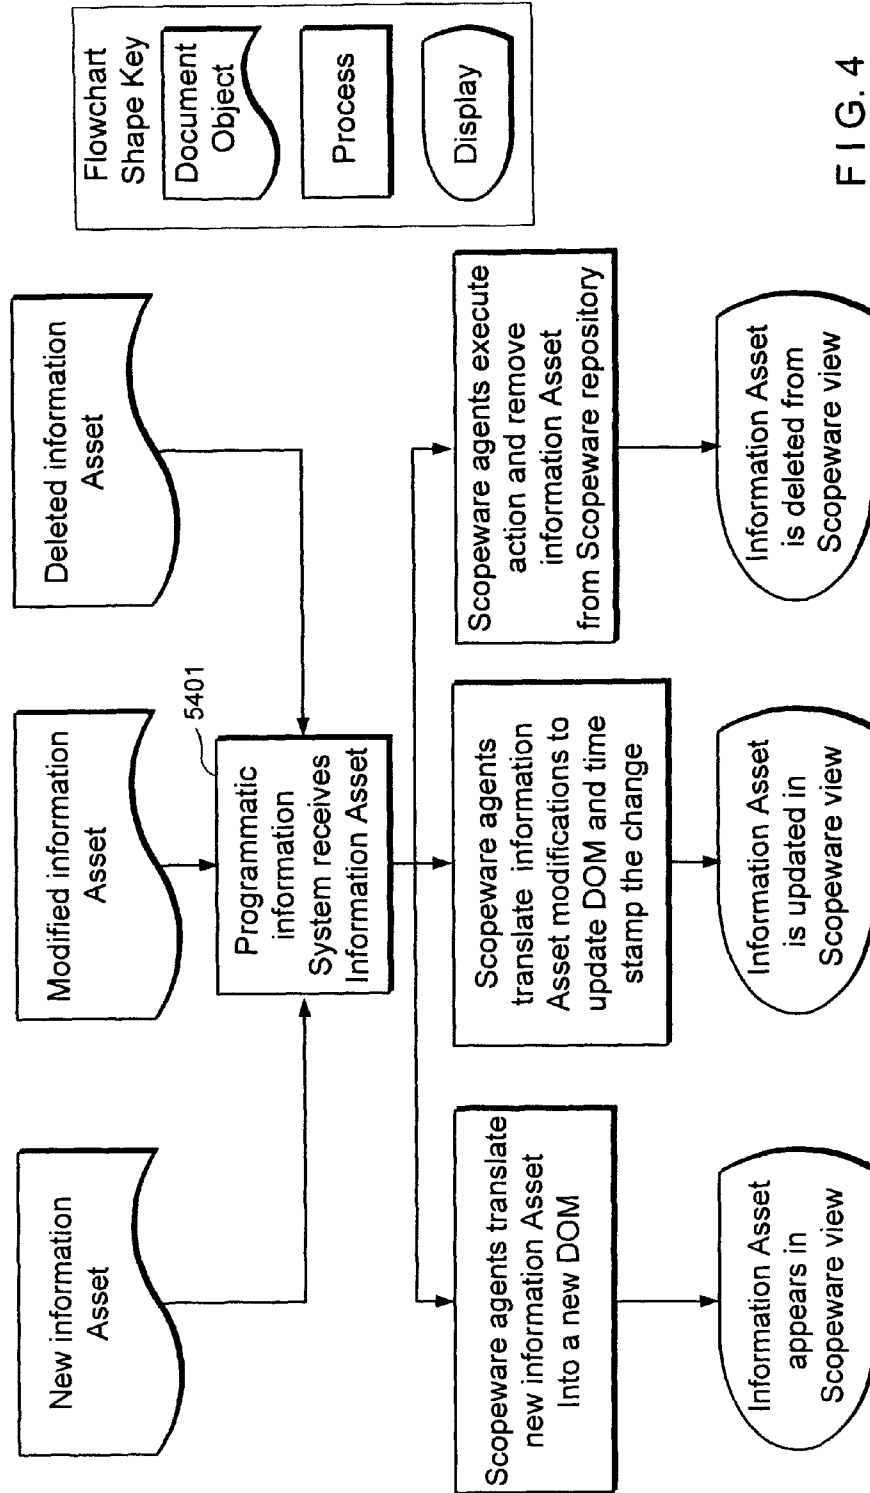 New information
Asset
Modified information
Asset
Deleted information
Asset
Flowchart
Shape Key
Document
Object
Process
Display
5401
Programmatic
information
System receives
Information Asset
Scopeware agents translate
new information Asset
Into a new DOM
Scopeware agents
translate information
Asset modifications to
update DOM and time
stamp the change
Scopeware agents execute
action and remove
information Asset
from Scopeware repository
Information Asset
appears in
Scopeware view
Information Asset
is updated in
Scopeware view
Information Asset
is deleted from
Scopeware view
FIG. 4